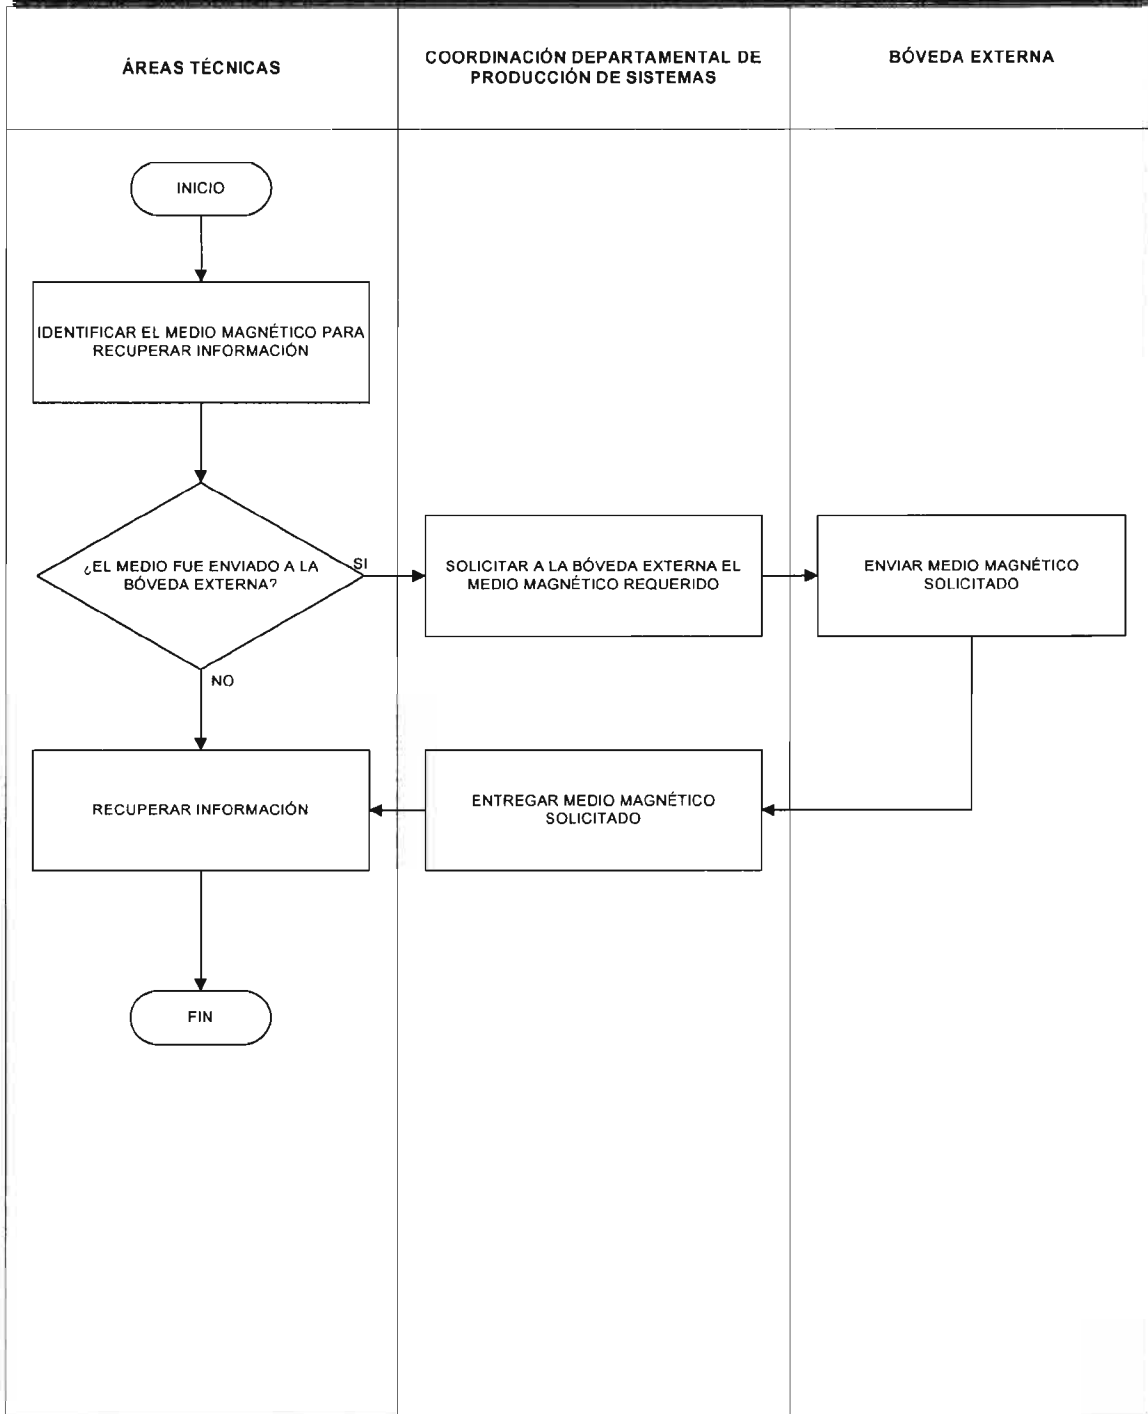 ÁREAS TÉCNICAS
COORDINACIÓN DEPARTAMENTAL DE
PRODUCCIÓN DE SISTEMAS
BÓVEDA EXTERNA
INICIO
IDENTIFICAR EL MEDIO MAGNÉTICO PARA
RECUPERAR INFORMACIÓN
¿EL MEDIO FUE ENVIADO A LA
BÓVEDA EXTERNA?
SI
SOLICITAR A LA BÓVEDA EXTERNA EL
MEDIO MAGNÉTICO REQUERIDO
ENVIAR MEDIO MAGNÉTICO
SOLICITADO
NO
RECUPERAR INFORMACIÓN
ENTREGAR MEDIO MAGNÉTICO
SOLICITADO
FIN